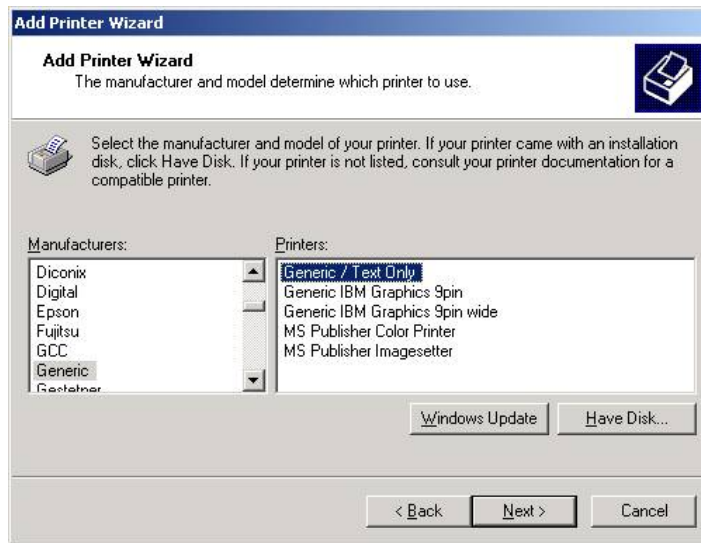 Add Printer Wizard
Add Printer Wizard
The manufacturer and model determine which printer to use.
Select the manufacturer and model of your printer. If your printer came with an installation
disk, click Have Disk. If your printer is not listed, consult your printer documentation for a
compatible printer.
Manufacturers:
Diconix
Digital
Epson
Fujitsu
GCC
Generic
Gestetner
Printers:
Generic / Text Only
Generic IBM Graphics 9pin
Generic IBM Graphics 9pin wide
MS Publisher Color Printer
MS Publisher Imagesetter
Windows Update
Have Disk...
< Back
Next >
Cancel